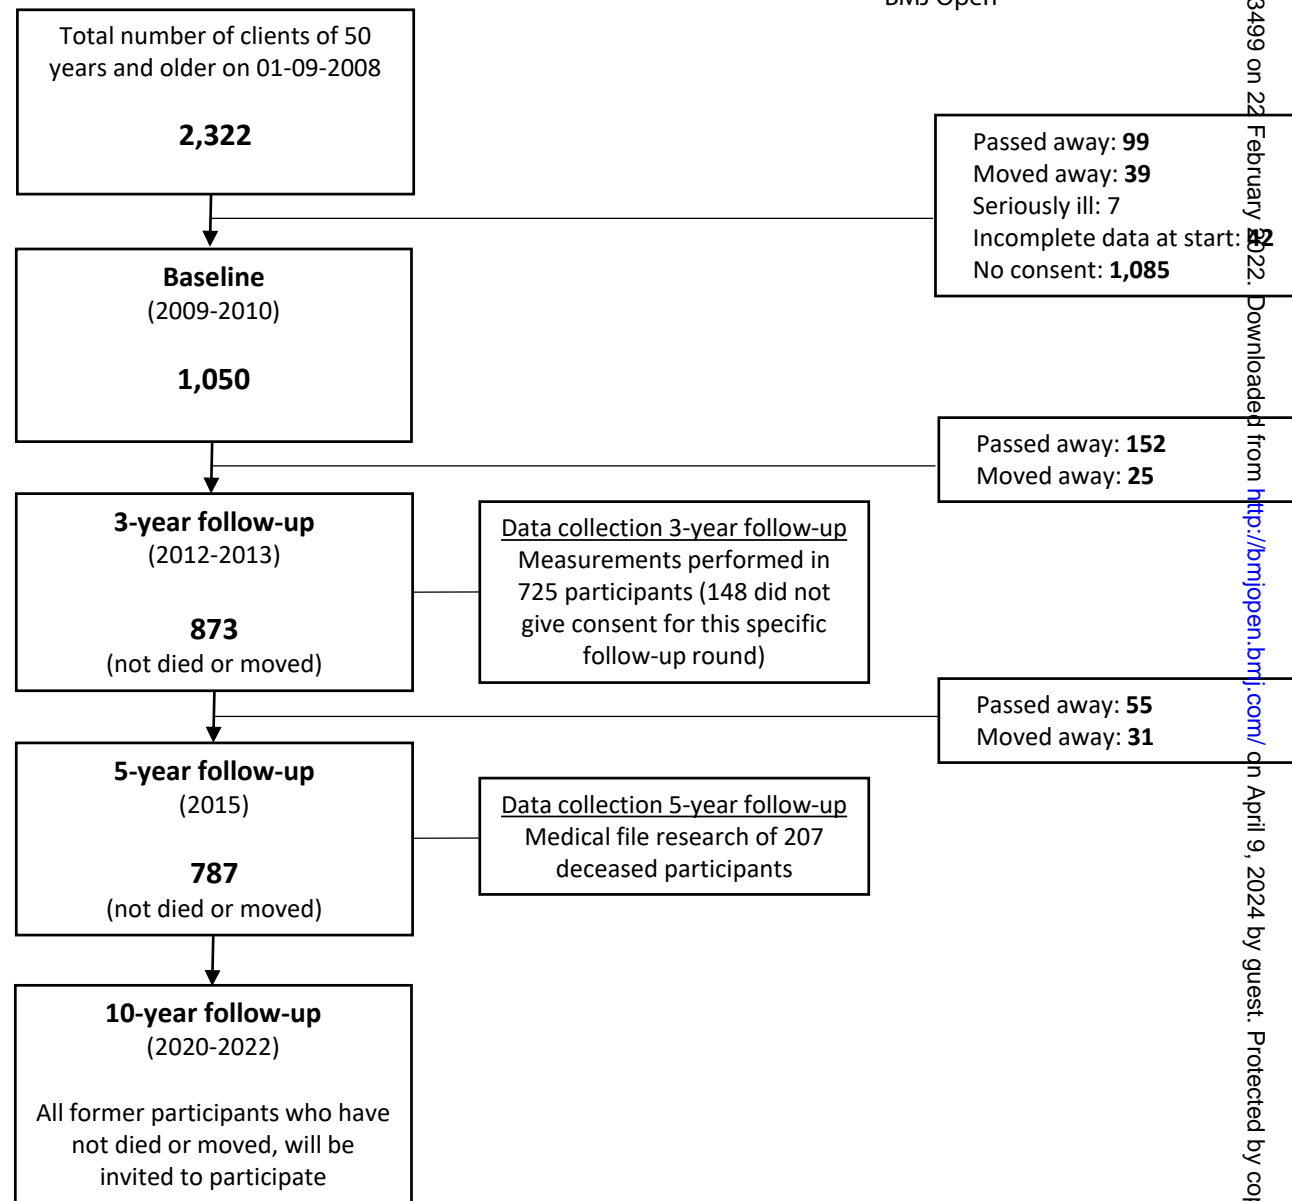 BMJ Open
Total number of clients of 50
years and older on 01-09-2008
2,322
Passed away: 99
Moved away: 39
Seriously ill: 7
Incomplete data at start: 42
No consent: 1,085
Baseline
(2009-2010)
1,050
Passed away: 152
Moved away: 25
3-year follow-up
(2012-2013)
873
(not died or moved)
Data collection 3-year follow-up
Measurements performed in
725 participants (148 did not
give consent for this specific
follow-up round)
Passed away: 55
Moved away: 31
5-year follow-up
(2015)
787
(not died or moved)
Data collection 5-year follow-up
Medical file research of 207
deceased participants
10-year follow-up
(2020-2022)
All former participants who have
not died or moved, will be
invited to participate
3499 on 22 February 2022. Downloaded from http://bmjopen.bmj.com/ on April 9, 2024 by guest. Protected by cop